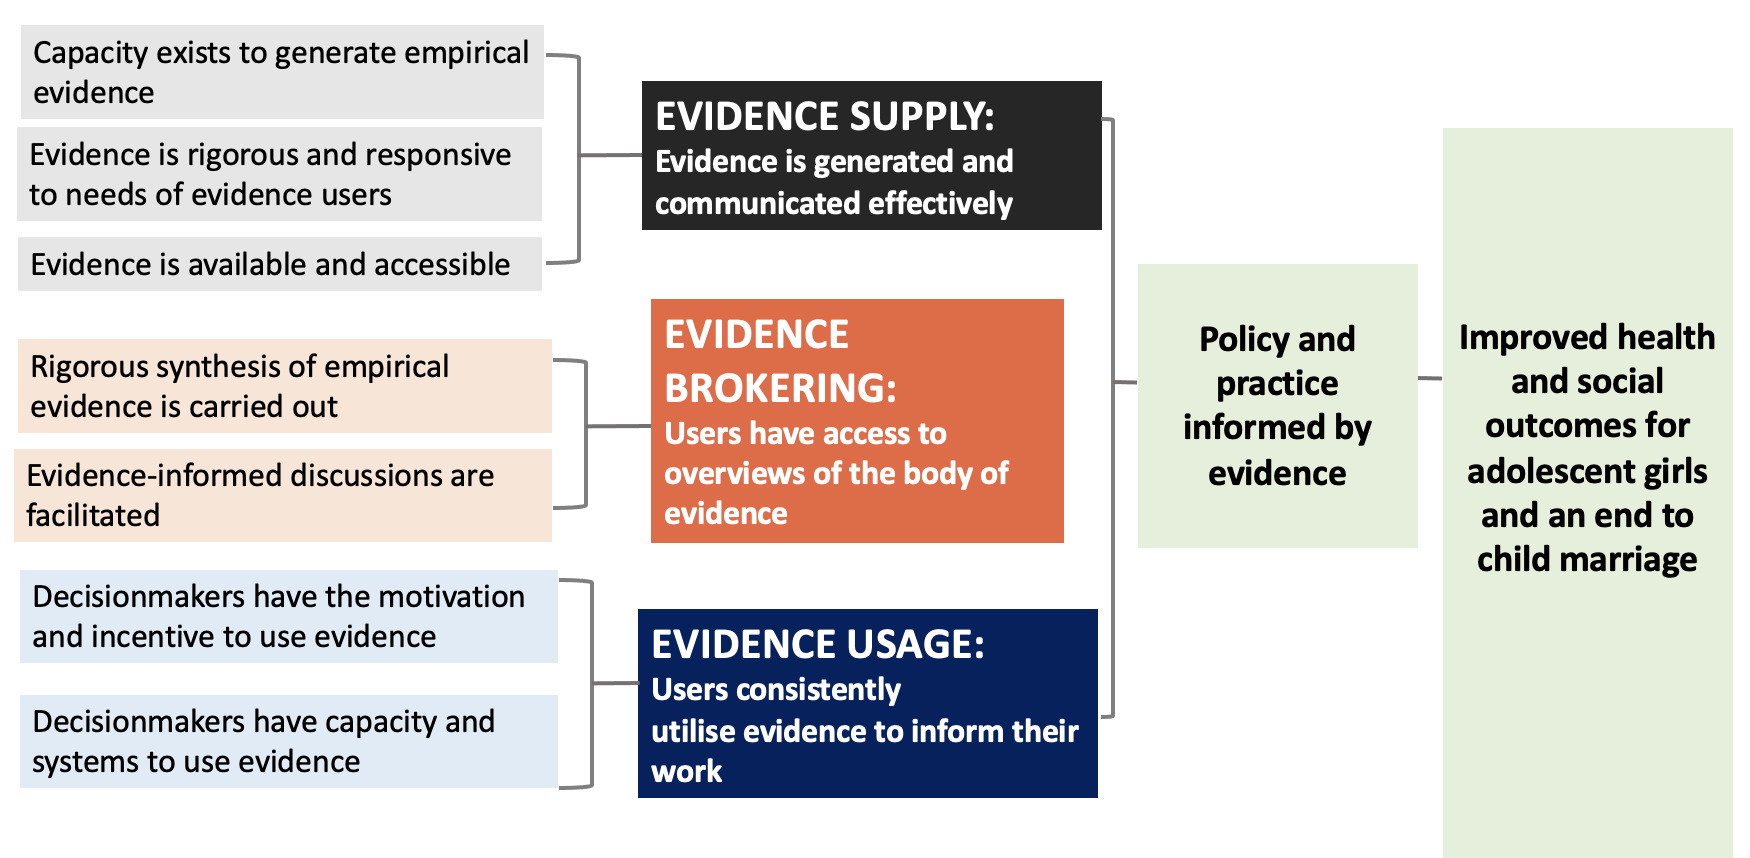 Capacity exists to generate empirical
evidence
Evidence is rigorous and responsive
to needs of evidence users
Evidence is available and accessible
EVIDENCE SUPPLY:
Evidence is generated and
communicated effectively
Rigorous synthesis of empirical
evidence is carried out
Evidence-informed discussions are
facilitated
EVIDENCE
BROKERING:
Users have access to
overviews of the body of
evidence
Decisionmakers have the motivation
and incentive to use evidence
Decisionmakers have capacity and
systems to use evidence
EVIDENCE USAGE:
Users consistently
utilise evidence to inform their
work
Policy and
practice
informed by
evidence
Improved health
and social
outcomes for
adolescent girls
and an end to
child marriage